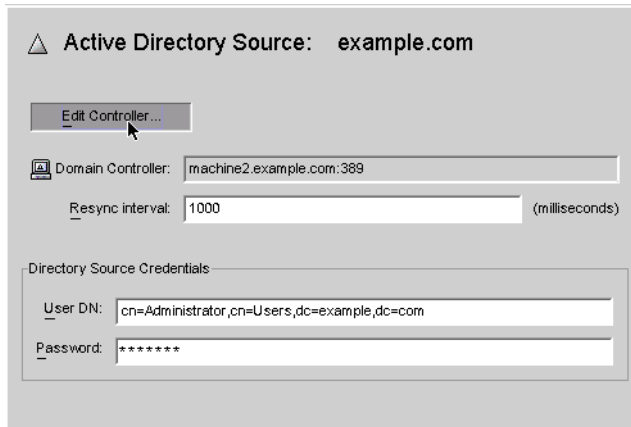 Active Directory Source: example.com
Edit Controller...
Domain Controller: machine2.example.com:389
Resync interval: 1000 (milliseconds)
Directory Source Credentials
User DN: cn=Administrator,cn=Users,dc=example,dc=com
Password: *******